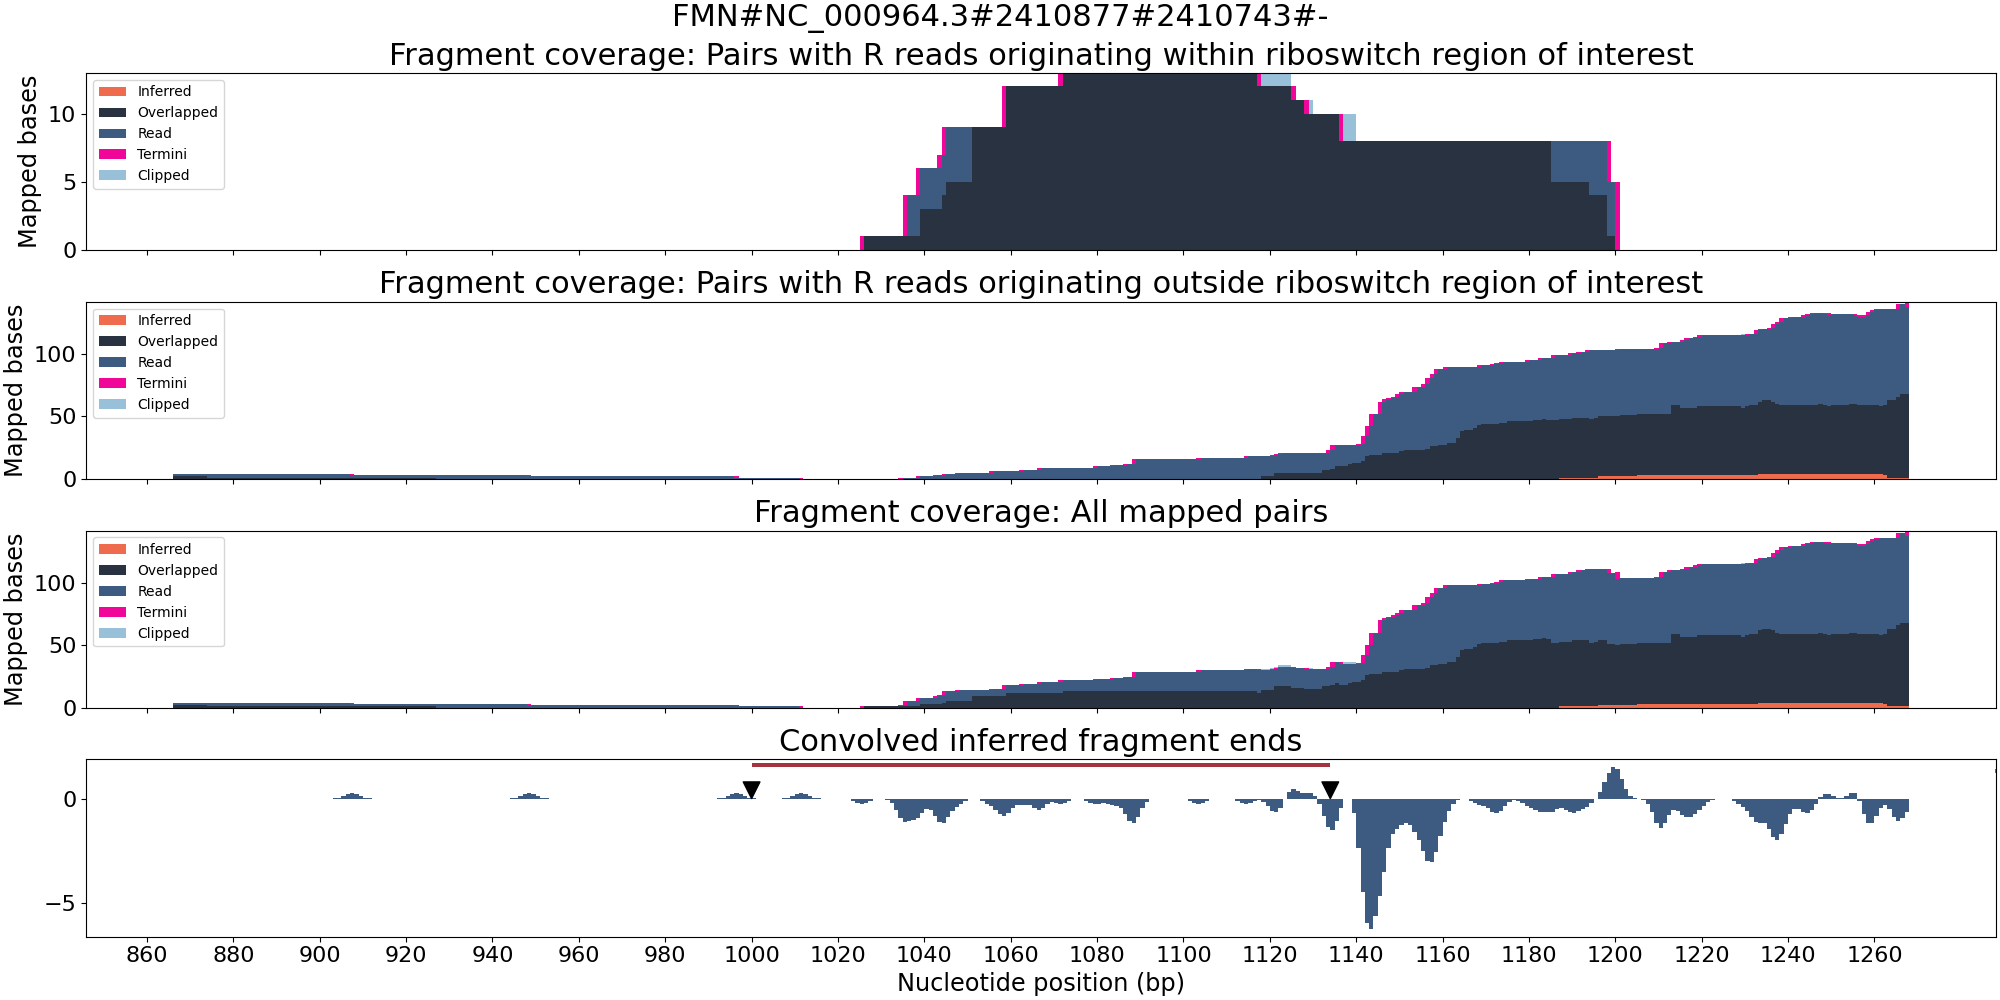 FMN#NC_000964.3#2410877#2410743#-
Fragment coverage: Pairs with R reads originating within riboswitch region of interest
Mapped bases
10
5
0
Inferred
Overlapped
Read
Termini
Clipped
Fragment coverage: Pairs with R reads originating outside riboswitch region of interest
Mapped bases
100
50
0
Inferred
Overlapped
Read
Termini
Clipped
Fragment coverage: All mapped pairs
Mapped bases
100
50
0
Inferred
Overlapped
Read
Termini
Clipped
Convolved inferred fragment ends
0
−5
860 880 900 920 940 960 980 1000 1020 1040 1060 1080 1100 1120 1140 1160 1180 1200 1220 1240 1260
Nucleotide position (bp)